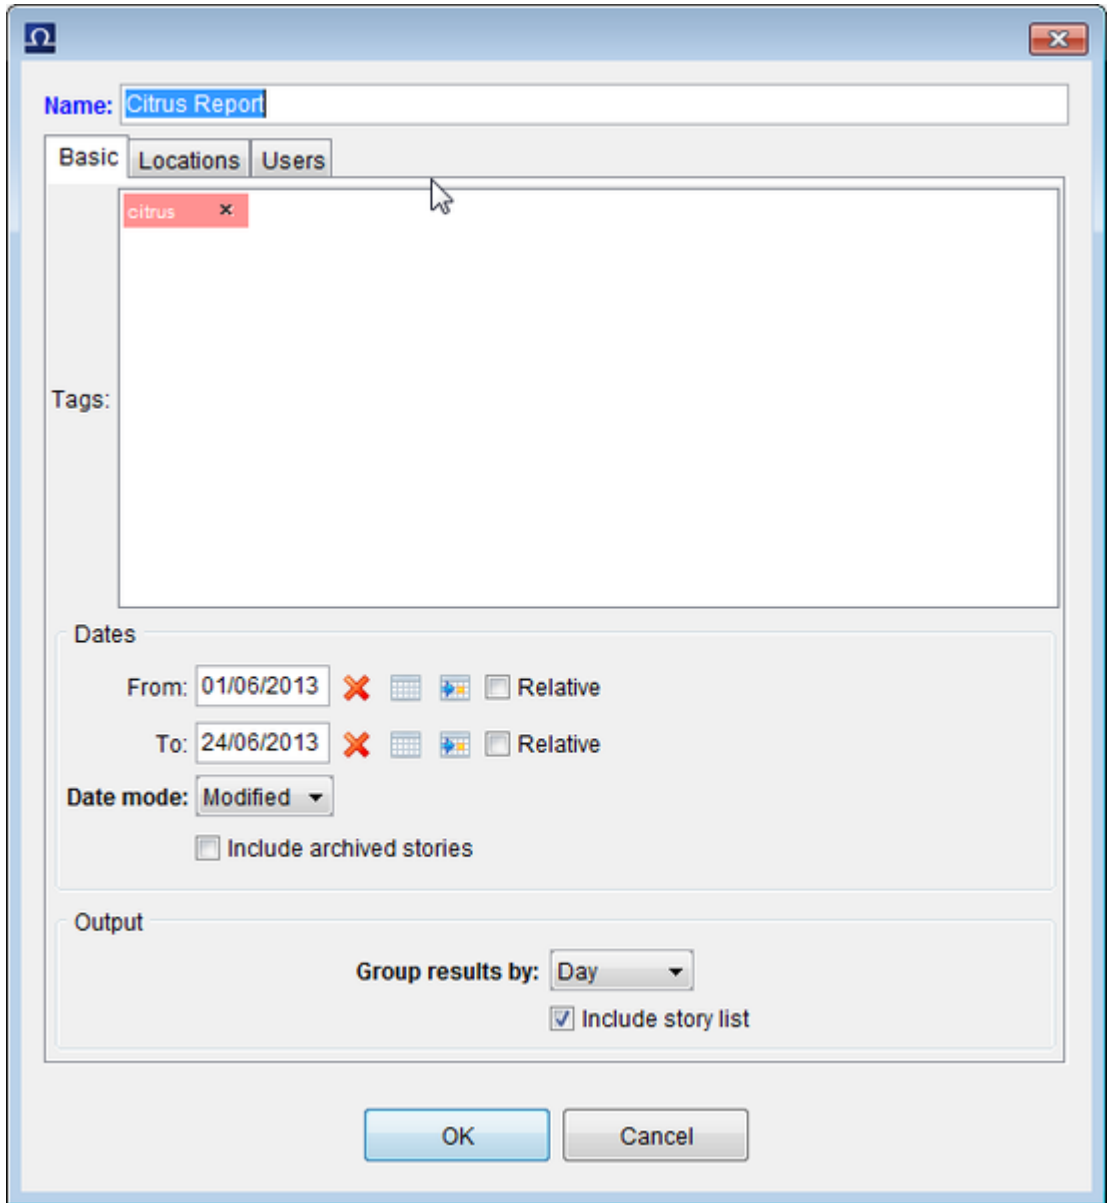 Ω
Name: Citrus Report
Basic Locations Users
citrus
Tags:
Dates
From: 01/06/2013 Relative
To: 24/06/2013 Relative
Date mode: Modified
Include archived stories
Output
Group results by: Day
Include story list
OK Cancel